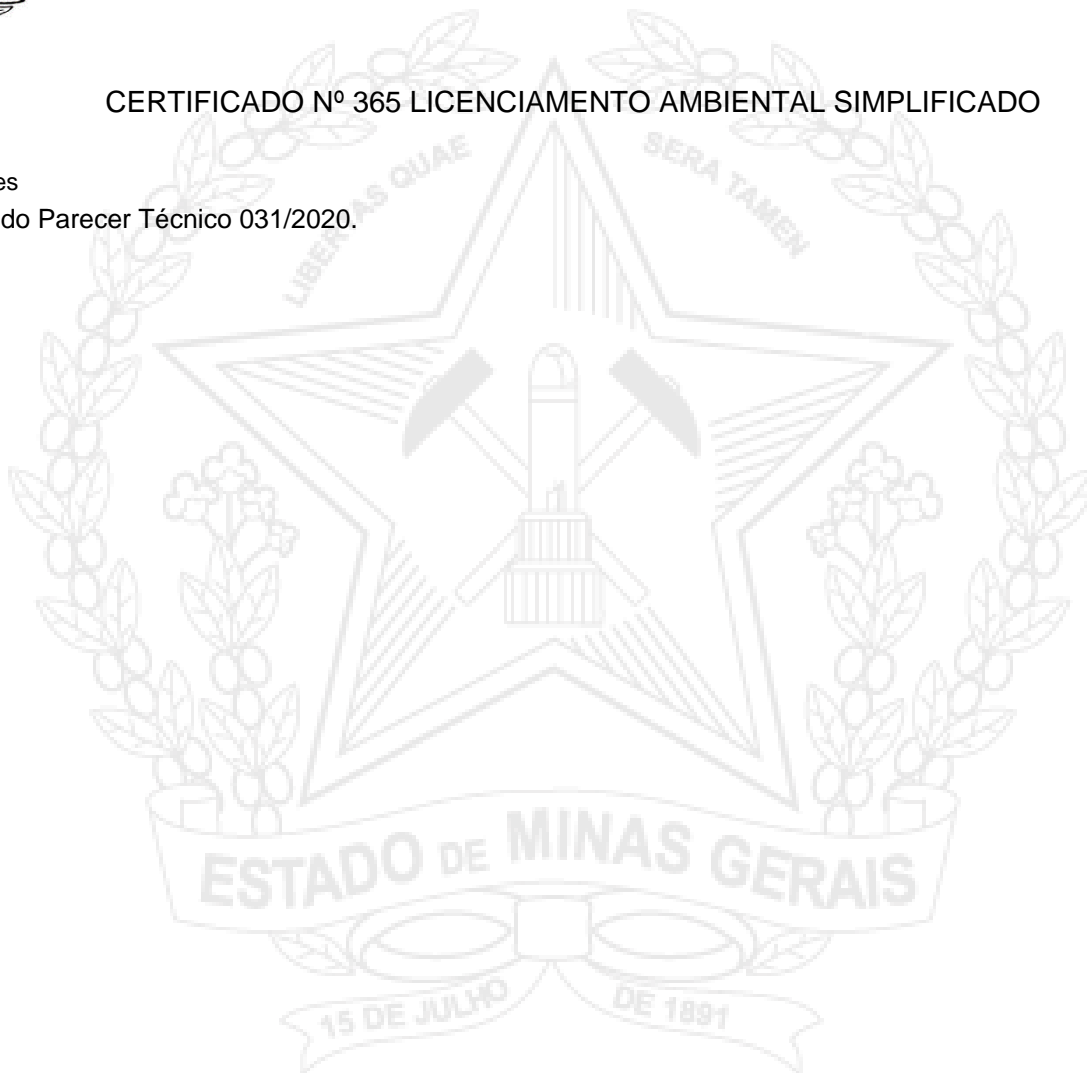 CERTIFICADO Nº 365 LICENCIAMENTO AMBIENTAL SIMPLIFICADO
es
do Parecer Técnico 031/2020.
LIBERTAS QUAE SERA TAMEN
ESTADO DE MINAS GERAIS
15 DE JULHO DE 1891